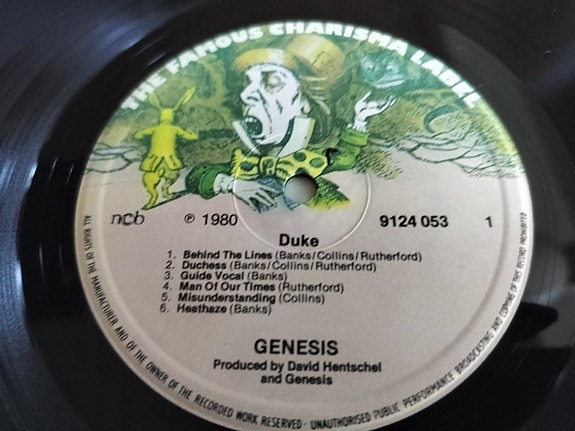 THE FAMOUS CHARISMA LABEL
ncb ℗ 1980 9124 053 1
Duke
1. Behind The Lines (Banks/Collins/Rutherford)
2. Duchess (Banks/Collins/Rutherford)
3. Guide Vocal (Banks)
4. Man Of Our Times (Rutherford)
5. Misunderstanding (Collins)
6. Heathaze (Banks)
GENESIS
Produced by David Hentschel
and Genesis
ALL RIGHTS OF THE MANUFACTURER AND OF THE OWNER OF THE RECORDED WORK RESERVED · UNAUTHORISED PUBLIC PERFORMANCE BROADCASTING AND COPYING OF THIS RECORD PROHIBITED